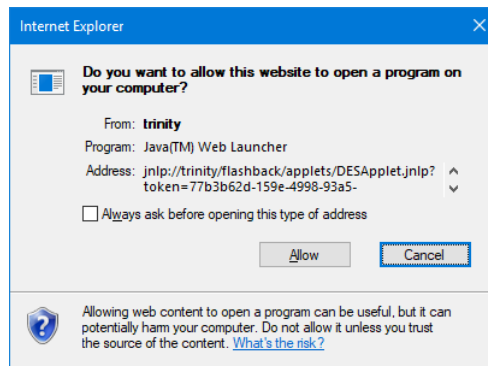 Internet Explorer
Do you want to allow this website to open a program on
your computer?
From: trinity
Program: Java(TM) Web Launcher
Address: jnlp://trinity/flashback/applets/DESApplet.jnlp?
token=77b3b62d-159e-4998-93a5-
Always ask before opening this type of address
Allow Cancel
Allowing web content to open a program can be useful, but it can
potentially harm your computer. Do not allow it unless you trust
the source of the content. What's the risk?